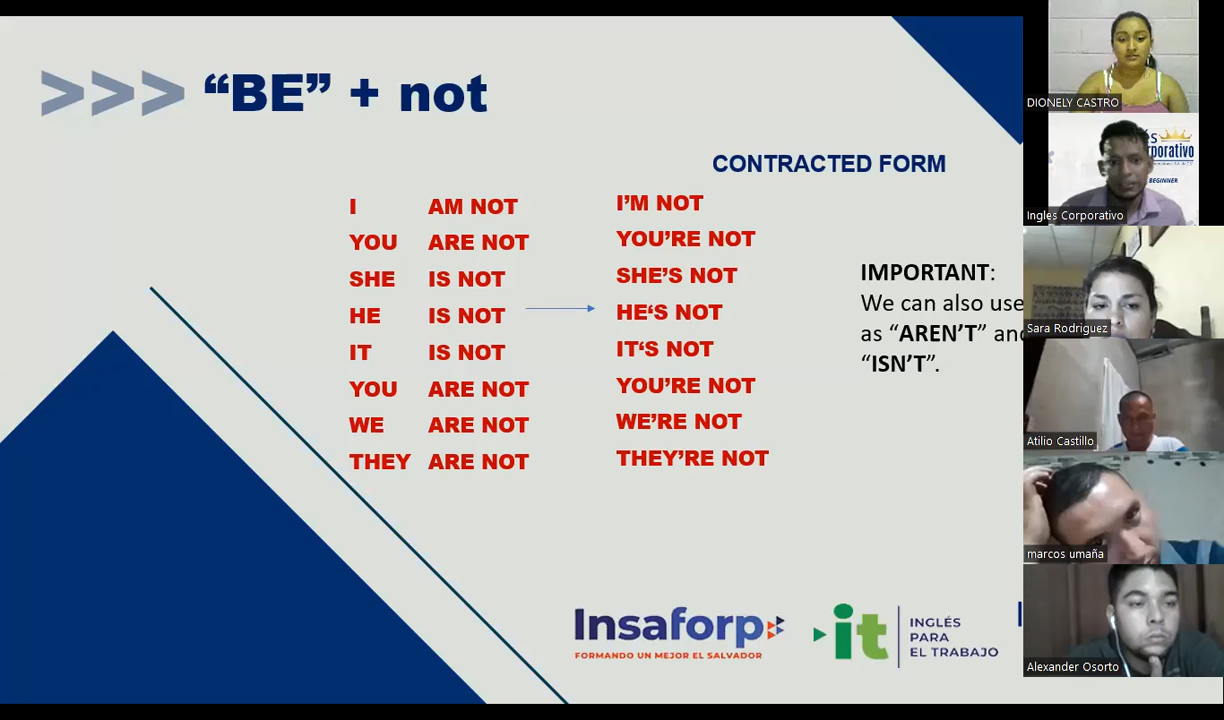 >>> “BE” + not
CONTRACTED FORM
I AM NOT I’M NOT
YOU ARE NOT YOU’RE NOT
SHE IS NOT SHE’S NOT
HE IS NOT HE‘S NOT
IT IS NOT IT‘S NOT
YOU ARE NOT YOU’RE NOT
WE ARE NOT WE’RE NOT
THEY ARE NOT THEY’RE NOT
IMPORTANT:
We can also use
as “AREN’T” and
“ISN’T”.
Insaforp
FORMANDO UN MEJOR EL SALVADOR
it
INGLÉS
PARA
EL TRABAJO
DIONELY CASTRO
BEGINNER
Ingles Corporativo
Sara Rodriguez
Atilio Castillo
marcos umaña
Alexander Osorto